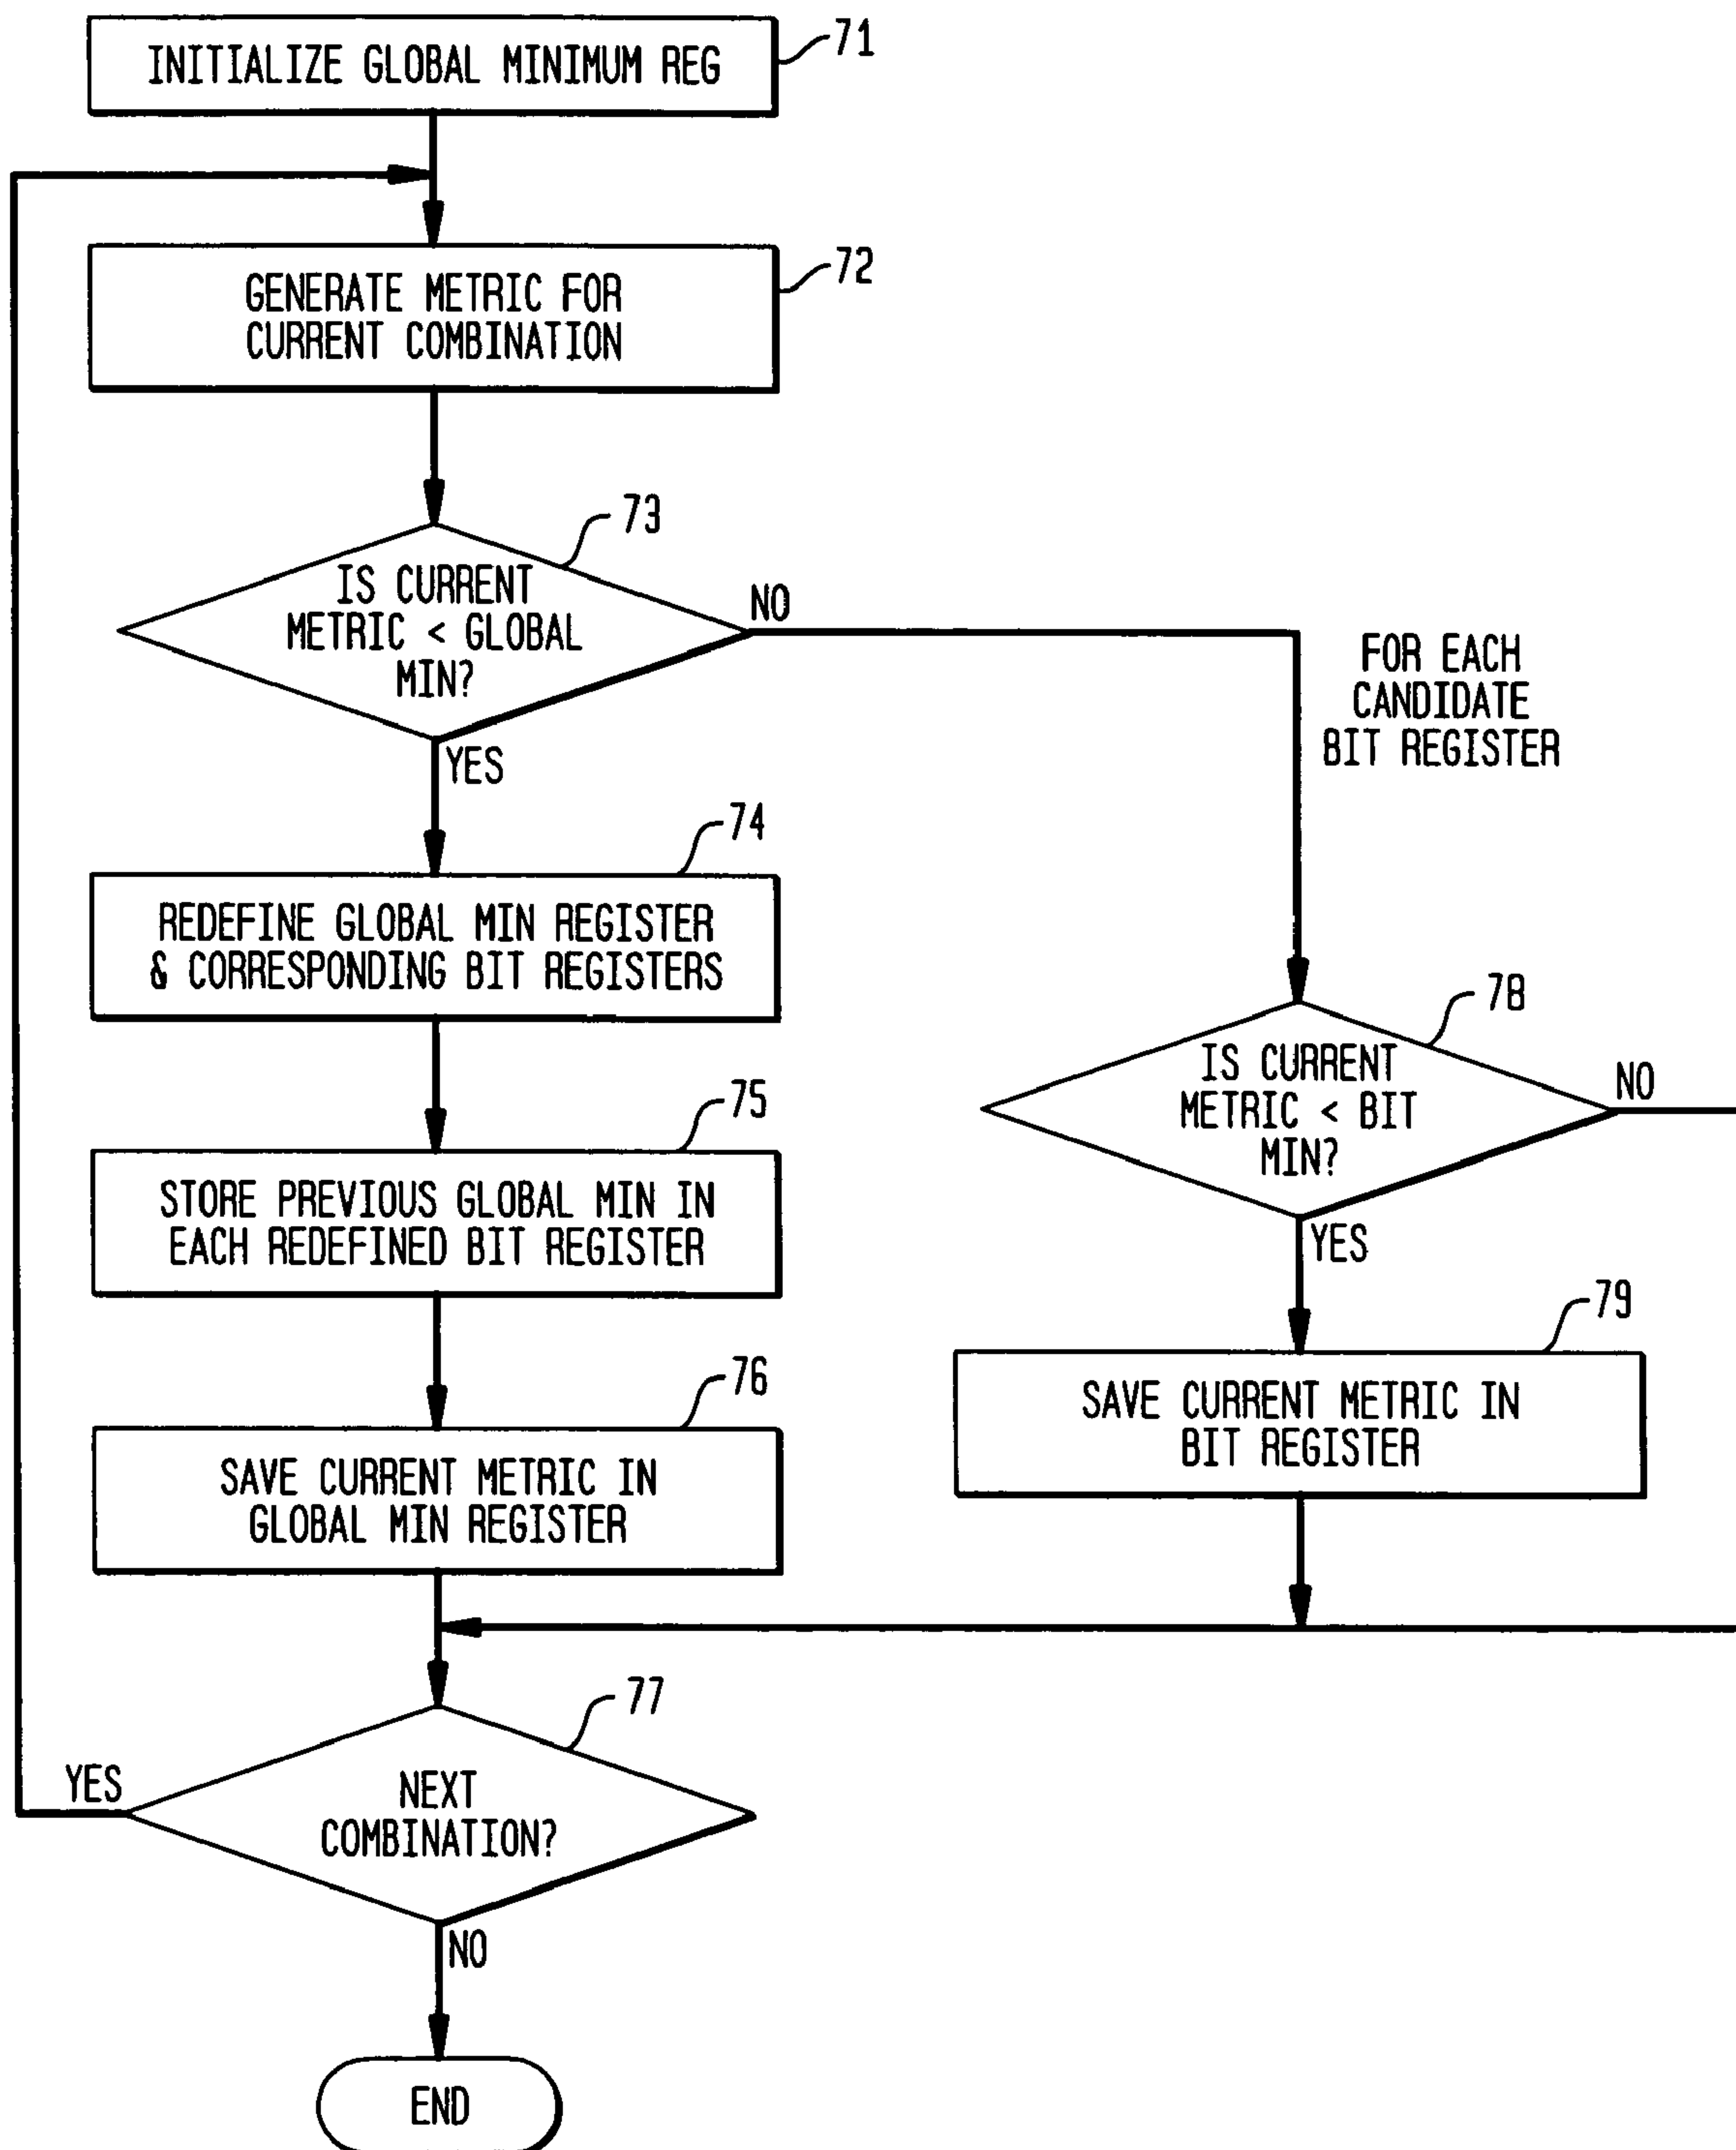 INITIALIZE GLOBAL MINIMUM REG
71
GENERATE METRIC FOR
CURRENT COMBINATION
72
73
IS CURRENT
METRIC < GLOBAL
MIN?
NO
YES
FOR EACH
CANDIDATE
BIT REGISTER
74
REDEFINE GLOBAL MIN REGISTER
& CORRESPONDING BIT REGISTERS
75
STORE PREVIOUS GLOBAL MIN IN
EACH REDEFINED BIT REGISTER
76
SAVE CURRENT METRIC IN
GLOBAL MIN REGISTER
78
IS CURRENT
METRIC < BIT
MIN?
NO
YES
79
SAVE CURRENT METRIC IN
BIT REGISTER
77
NEXT
COMBINATION?
YES
NO
END